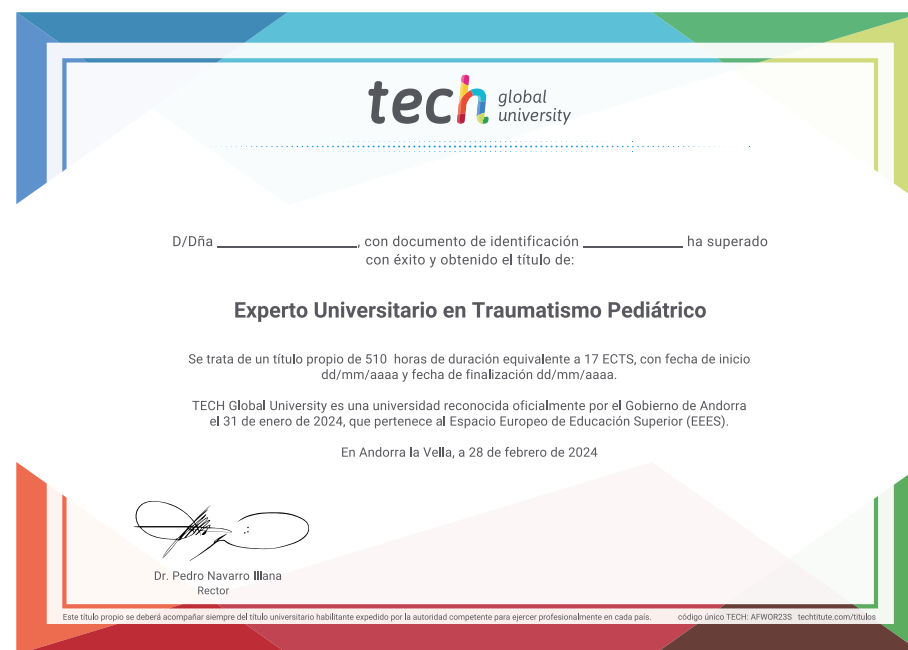 tech global university
D/Dña ____________________, con documento de identificación ______________ ha superado
con éxito y obtenido el título de:
Experto Universitario en Traumatismo Pediátrico
Se trata de un título propio de 510 horas de duración equivalente a 17 ECTS, con fecha de inicio
dd/mm/aaaa y fecha de finalización dd/mm/aaaa.
TECH Global University es una universidad reconocida oficialmente por el Gobierno de Andorra
el 31 de enero de 2024, que pertenece al Espacio Europeo de Educación Superior (EEES).
En Andorra la Vella, a 28 de febrero de 2024
Dr. Pedro Navarro Illana
Rector
Este título propio se deberá acompañar siempre del título universitario habilitante expedido por la autoridad competente para ejercer profesionalmente en cada país. código único TECH: AFWOR23S techtitute.com/titulos